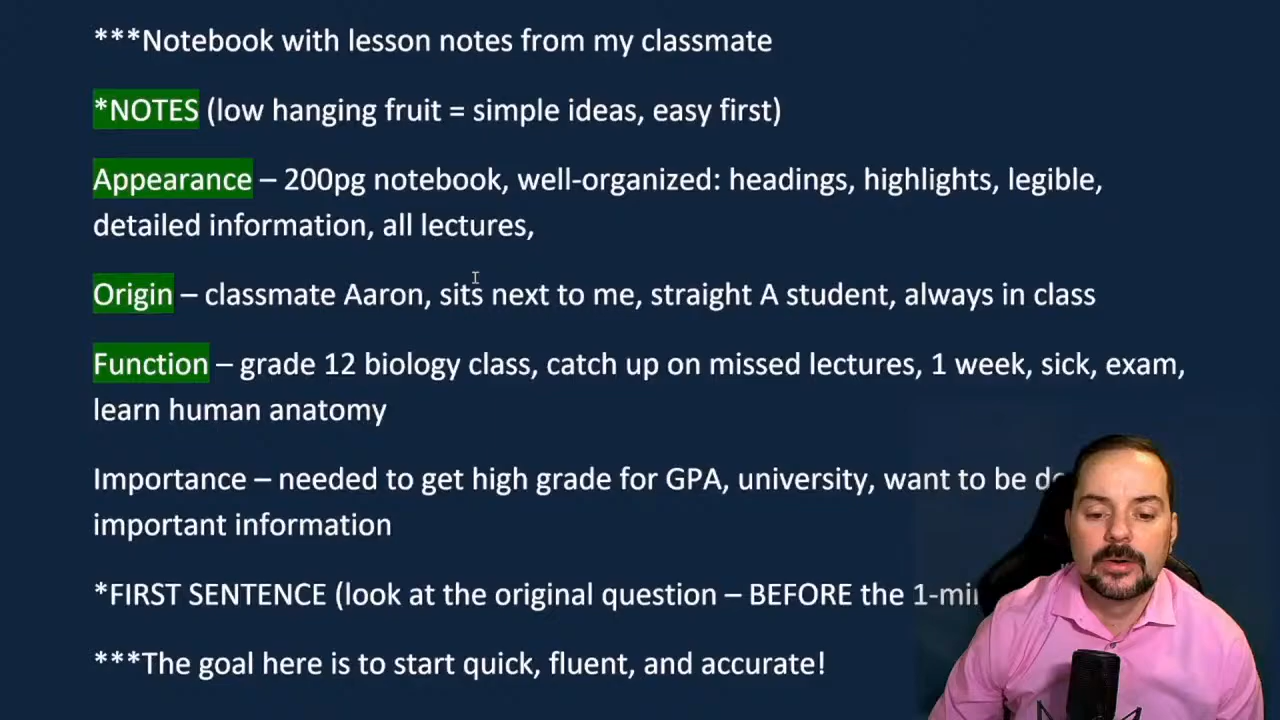 ***Notebook with lesson notes from my classmate
*NOTES (low hanging fruit = simple ideas, easy first)
Appearance – 200pg notebook, well-organized: headings, highlights, legible,
detailed information, all lectures,
Origin – classmate Aaron, sits next to me, straight A student, always in class
Function – grade 12 biology class, catch up on missed lectures, 1 week, sick, exam,
learn human anatomy
Importance – needed to get high grade for GPA, university, want to be
important information
*FIRST SENTENCE (look at the original question – BEFORE the
***The goal here is to start quick, fluent, and accurate!